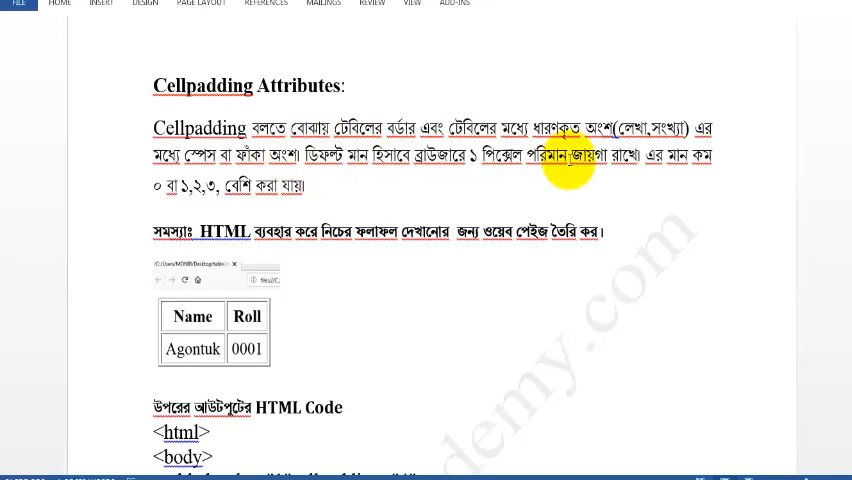 FILE HOME INSERT DESIGN PAGE LAYOUT REFERENCES MAILINGS REVIEW VIEW ADD-INS
Cellpadding Attributes:
Cellpadding বলতে বোঝায় টেবিলের বর্ডার এবং টেবিলের মধ্যে ধারণকৃত অংশ(লেখা,সংখ্যা) এর
মধ্যে স্পেস বা ফাঁকা অংশ। ডিফল্ট মান হিসাবে ব্রাউজারে ১ পিক্সেল পরিমান জায়গা রাখে। এর মান কম
০ বা ১,২,৩, বেশি করা যায়।
সমস্যাঃ HTML ব্যবহার করে নিচের ফলাফল দেখানোর জন্য ওয়েব পেইজ তৈরি কর।
Name Roll
Agontuk 0001
উপরের আউটপুটের HTML Code
<html>
<body>
demy.com